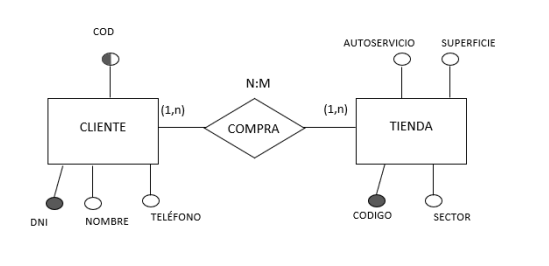 COD
AUTOSERVICIO
SUPERFICIE
N:M
(1,n)
(1,n)
CLIENTE
COMPRA
TIENDA
DNI
NOMBRE
TELÉFONO
CODIGO
SECTOR